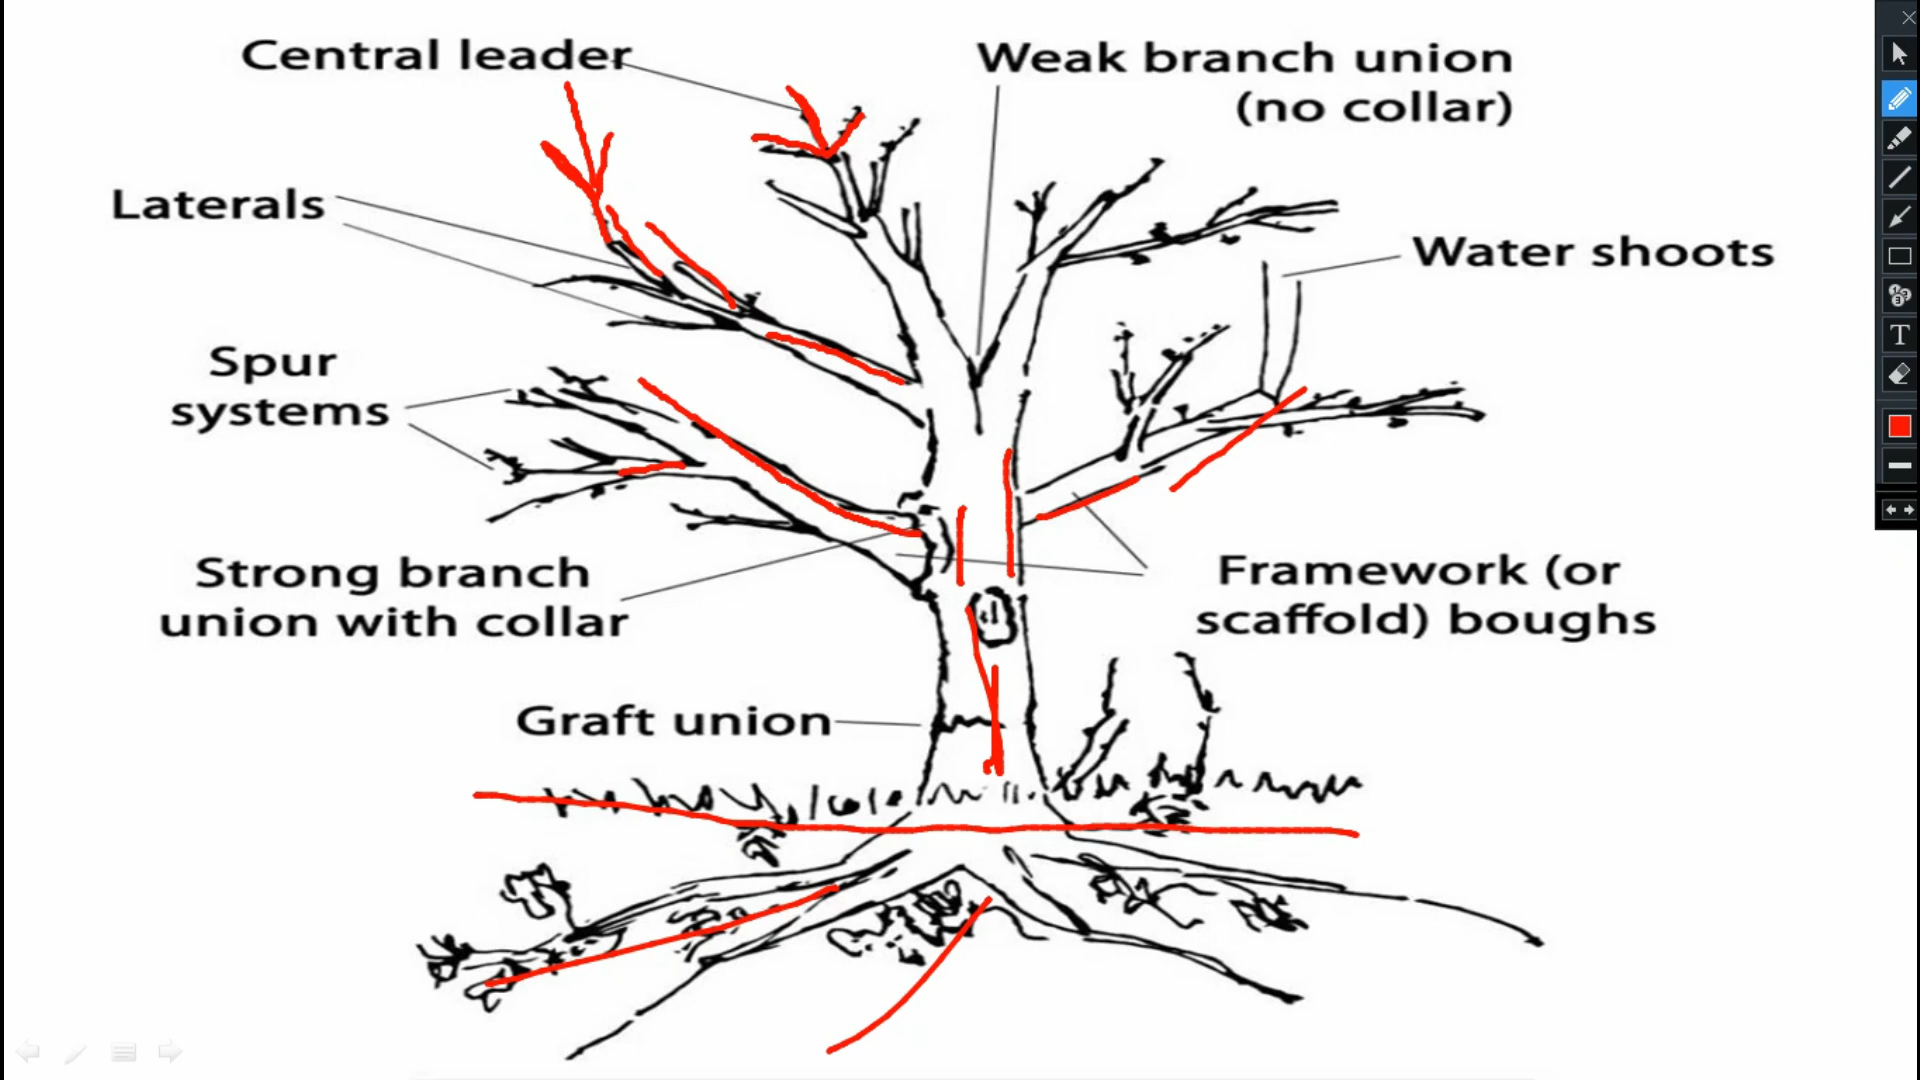 Central leader
Weak branch union
(no collar)
Laterals
Water shoots
Spur
systems
Strong branch
union with collar
Framework (or
scaffold) boughs
Graft union
T